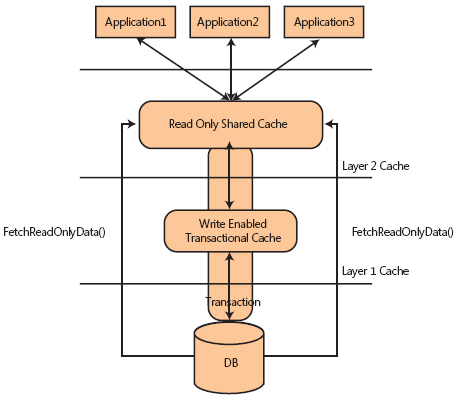 Application1
Application2
Application3
Read Only Shared Cache
Layer 2 Cache
Write Enabled
Transactional Cache
FetchReadOnlyData()
FetchReadOnlyData()
Layer 1 Cache
Transaction
DB